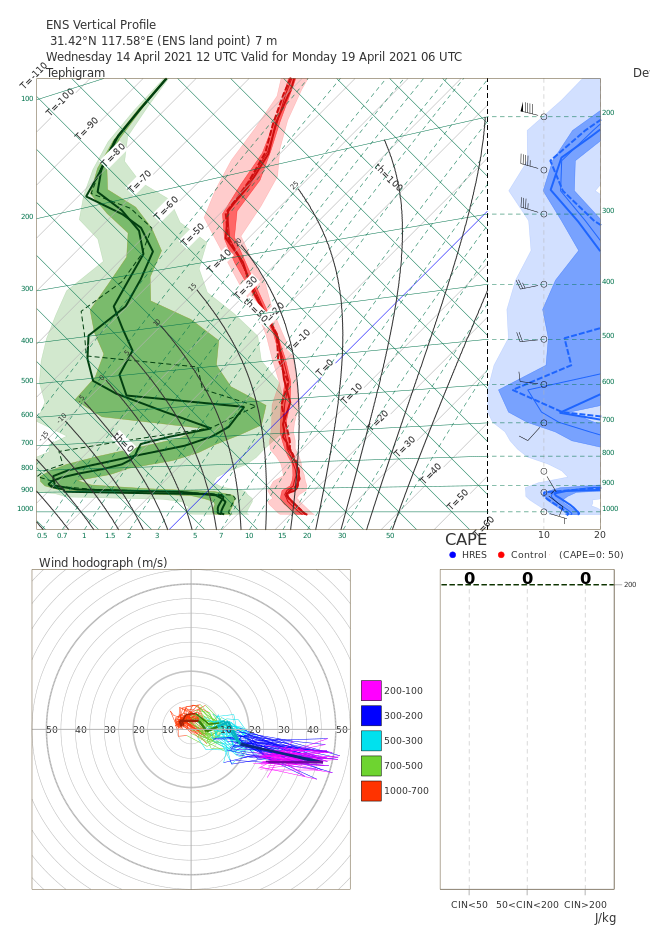 ENS Vertical Profile
31.42°N 117.58°E (ENS land point) 7 m
Wednesday 14 April 2021 12 UTC Valid for Monday 19 April 2021 06 UTC
Tephigram
De
T=-110
T=-100
T=-90
T=-80
T=-70
T=-60
T=-50
T=-40
T=-30
T=-20
T=-10
T=0
T=10
T=20
T=30
T=40
T=50
T=60
th=100
th=50
th=0
100
200
300
400
500
600
700
800
900
1000
25
20
15
10
5
-10
-15
200
300
400
500
600
700
800
900
1000
0.5 0.7 1 1.5 2 3 5 7 10 15 20 30 50
10 20
CAPE
HRES Control (CAPE=0: 50)
Wind hodograph (m/s)
0 0 0
200
50 40 30 20 10 10 20 30 40 50
200-100
300-200
500-300
700-500
1000-700
CIN<50 50<CIN<200 CIN>200
J/kg